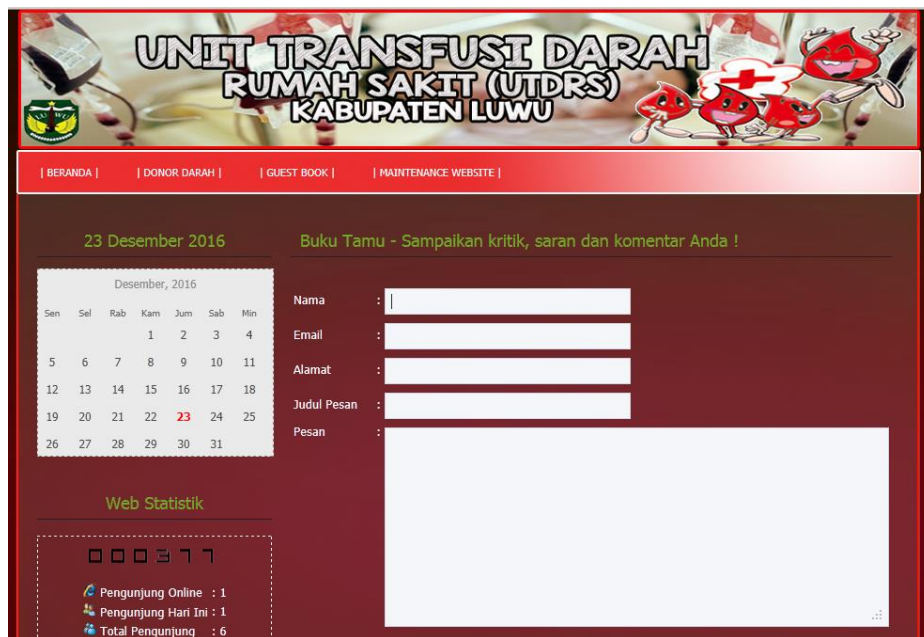 UNIT TRANSFUSI DARAH
RUMAH SAKIT (UTDRS)
KABUPATEN LUWU
LUWU
| BERANDA | | DONOR DARAH | | GUEST BOOK | | MAINTENANCE WEBSITE |
23 Desember 2016
Desember, 2016
Sen Sel Rab Kam Jum Sab Min
1 2 3 4
5 6 7 8 9 10 11
12 13 14 15 16 17 18
19 20 21 22 23 24 25
26 27 28 29 30 31
Web Statistik
000377
Pengunjung Online : 1
Pengunjung Hari Ini : 1
Total Pengunjung : 6
Buku Tamu - Sampaikan kritik, saran dan komentar Anda !
Nama :
Email :
Alamat :
Judul Pesan :
Pesan :